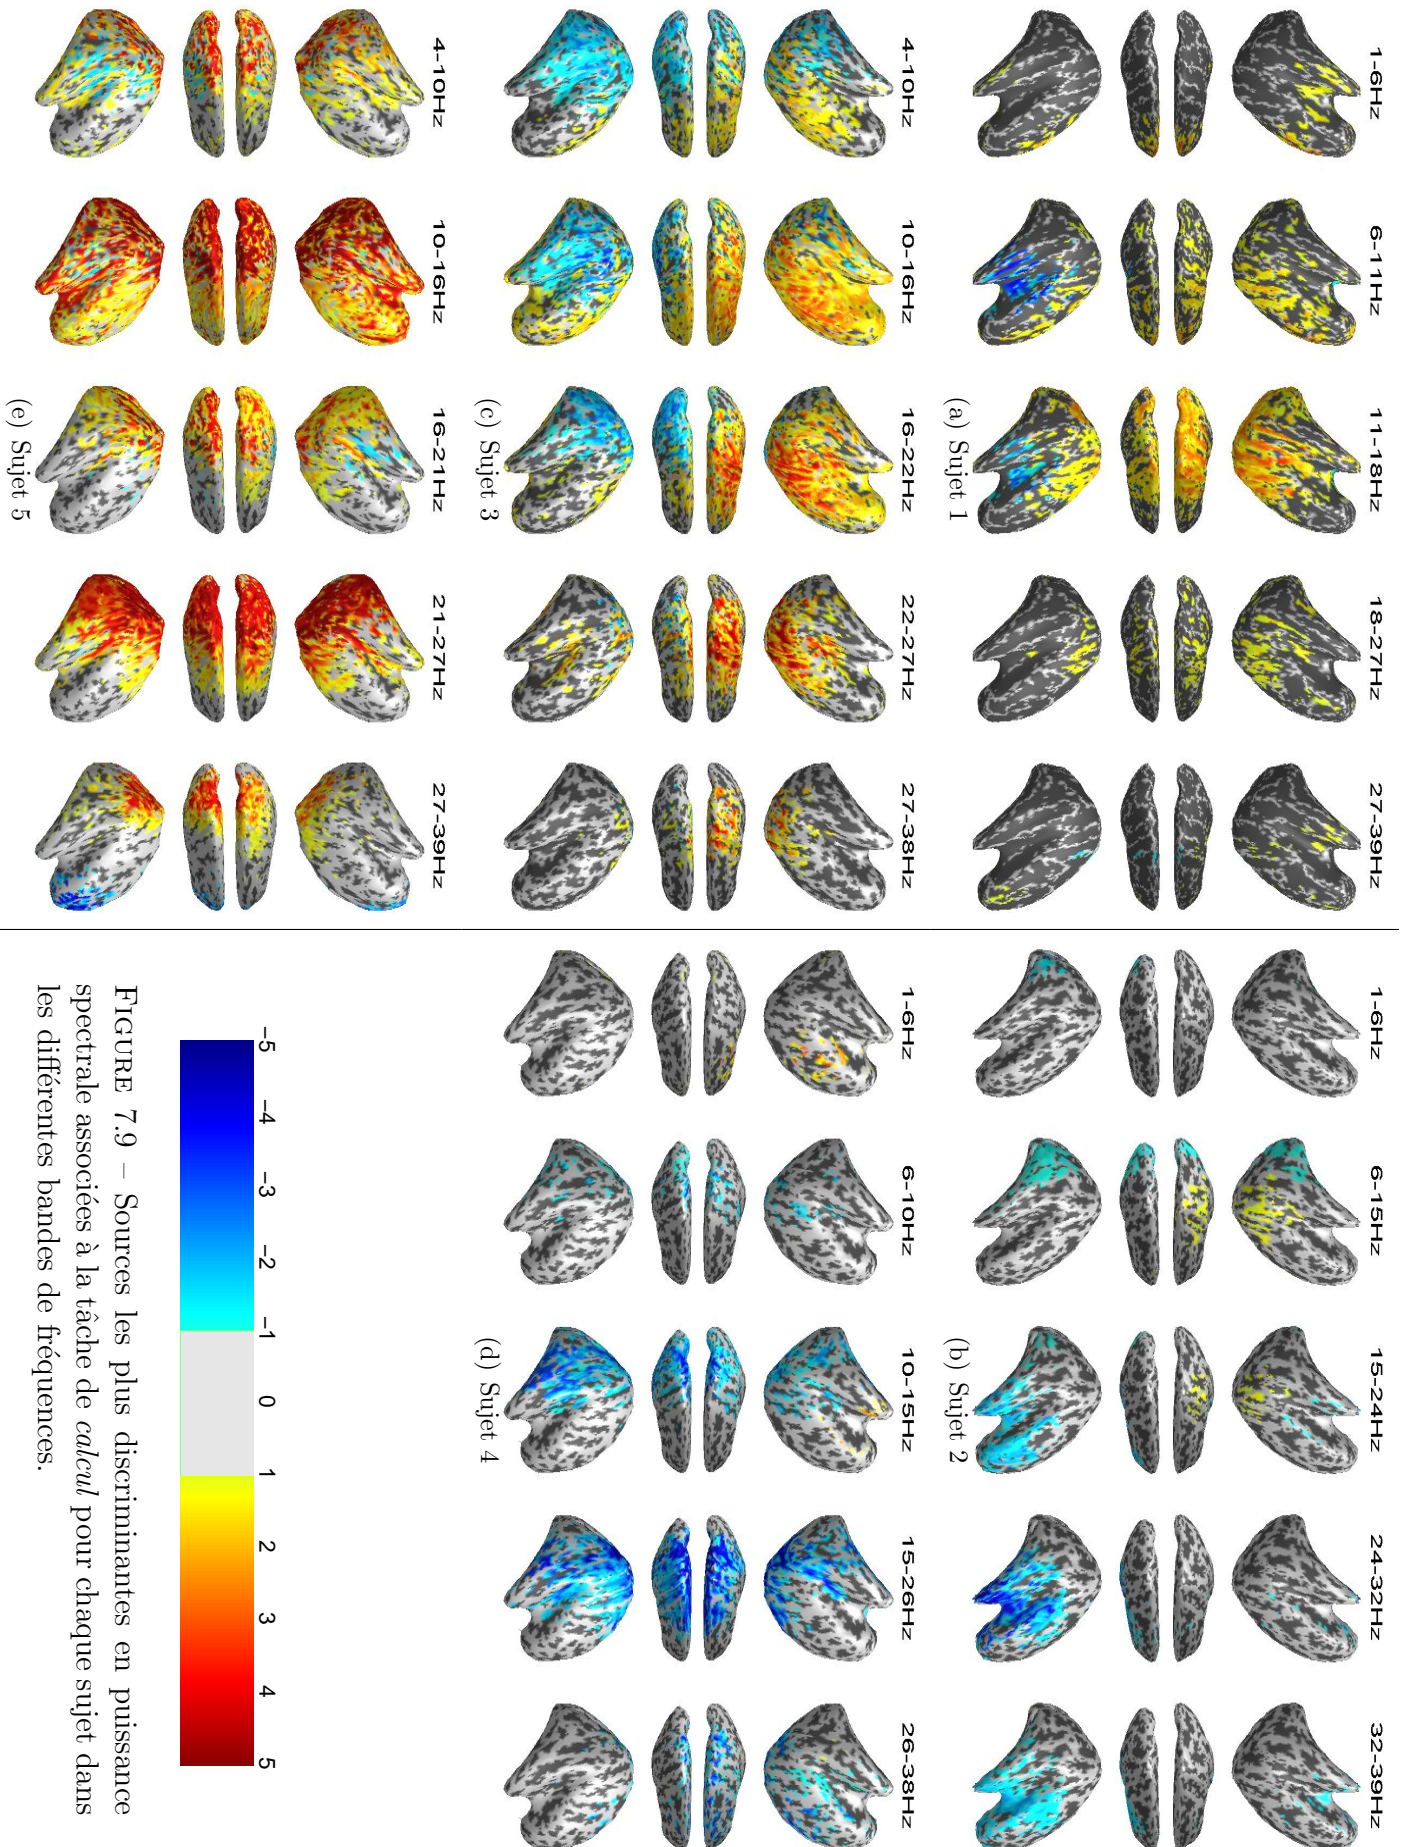 1-6Hz 6-11Hz 11-18Hz 18-27Hz 27-39Hz
(a) Sujet 1
1-6Hz 6-15Hz 15-24Hz 24-32Hz 32-39Hz
(b) Sujet 2
4-10Hz 10-16Hz 16-22Hz 22-27Hz 27-38Hz
(c) Sujet 3
1-6Hz 6-10Hz 10-15Hz 15-26Hz 26-38Hz
(d) Sujet 4
4-10Hz 10-16Hz 16-21Hz 21-27Hz 27-39Hz
(e) Sujet 5
-5 -4 -3 -2 -1 0 1 2 3 4 5
FIGURE 7.9 – Sources les plus discriminantes en puissance
spectrale associées à la tâche de calcul pour chaque sujet dans
les différentes bandes de fréquences.